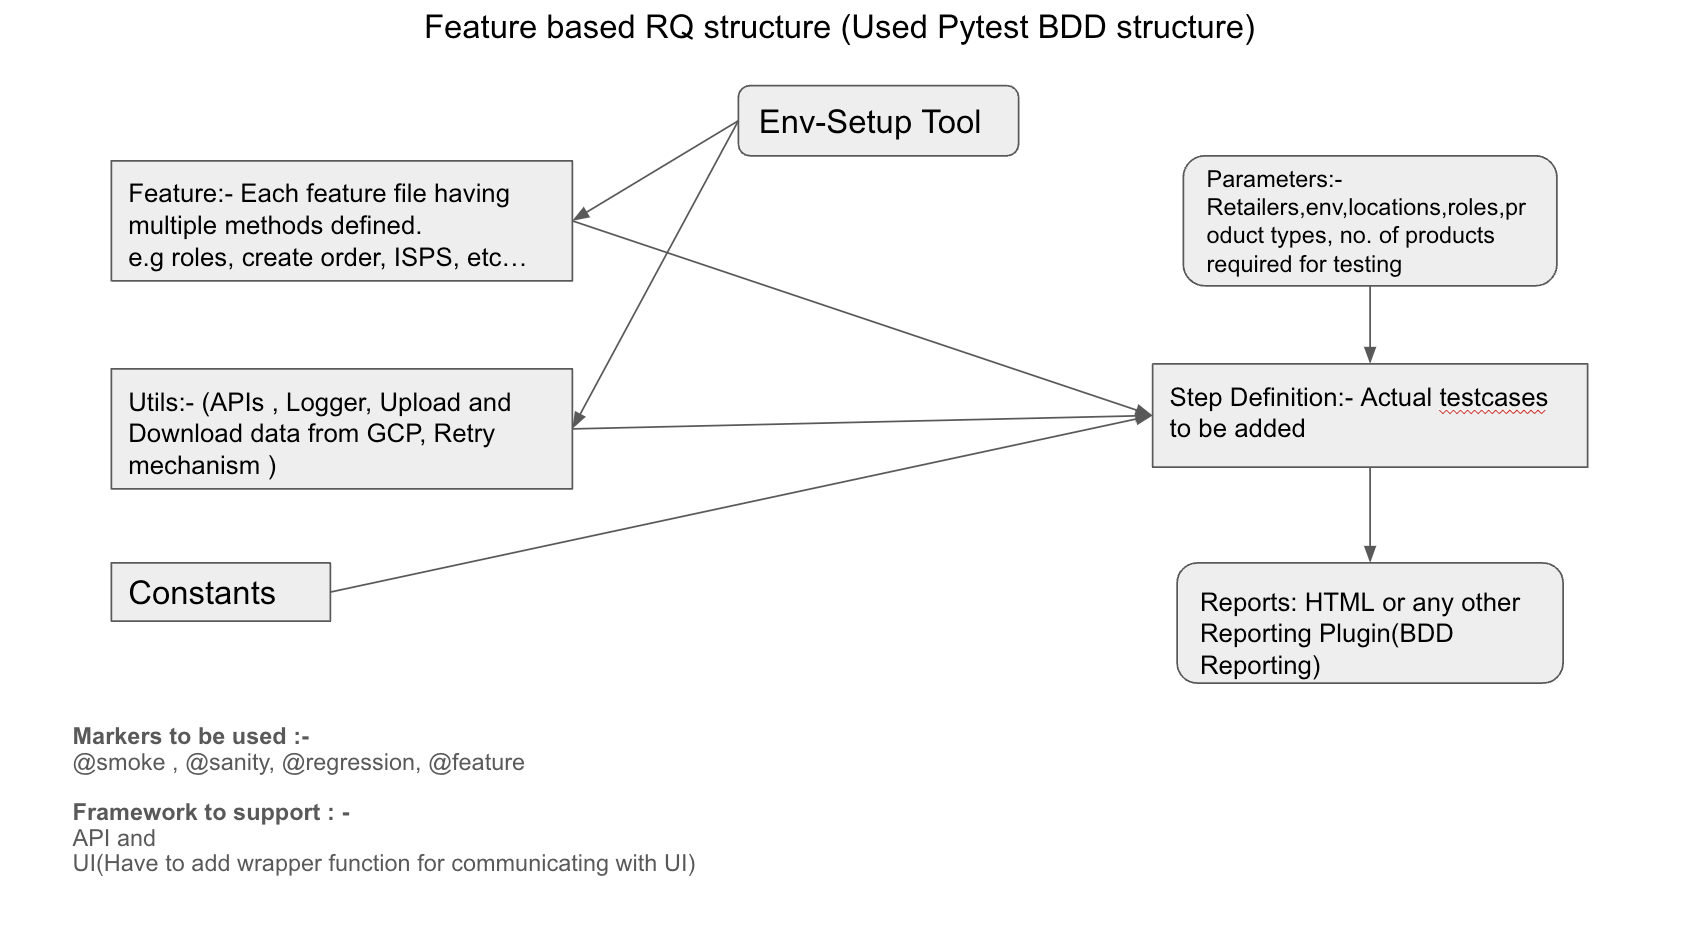 Feature based RQ structure (Used Pytest BDD structure)
Env-Setup Tool
Feature:- Each feature file having
multiple methods defined.
e.g roles, create order, ISPS, etc…
Parameters:-
Retailers,env,locations,roles,pr
oduct types, no. of products
required for testing
Utils:- (APIs , Logger, Upload and
Download data from GCP, Retry
mechanism )
Step Definition:- Actual testcases
to be added
Constants
Reports: HTML or any other
Reporting Plugin(BDD
Reporting)
Markers to be used :-
@smoke , @sanity, @regression, @feature
Framework to support : -
API and
UI(Have to add wrapper function for communicating with UI)